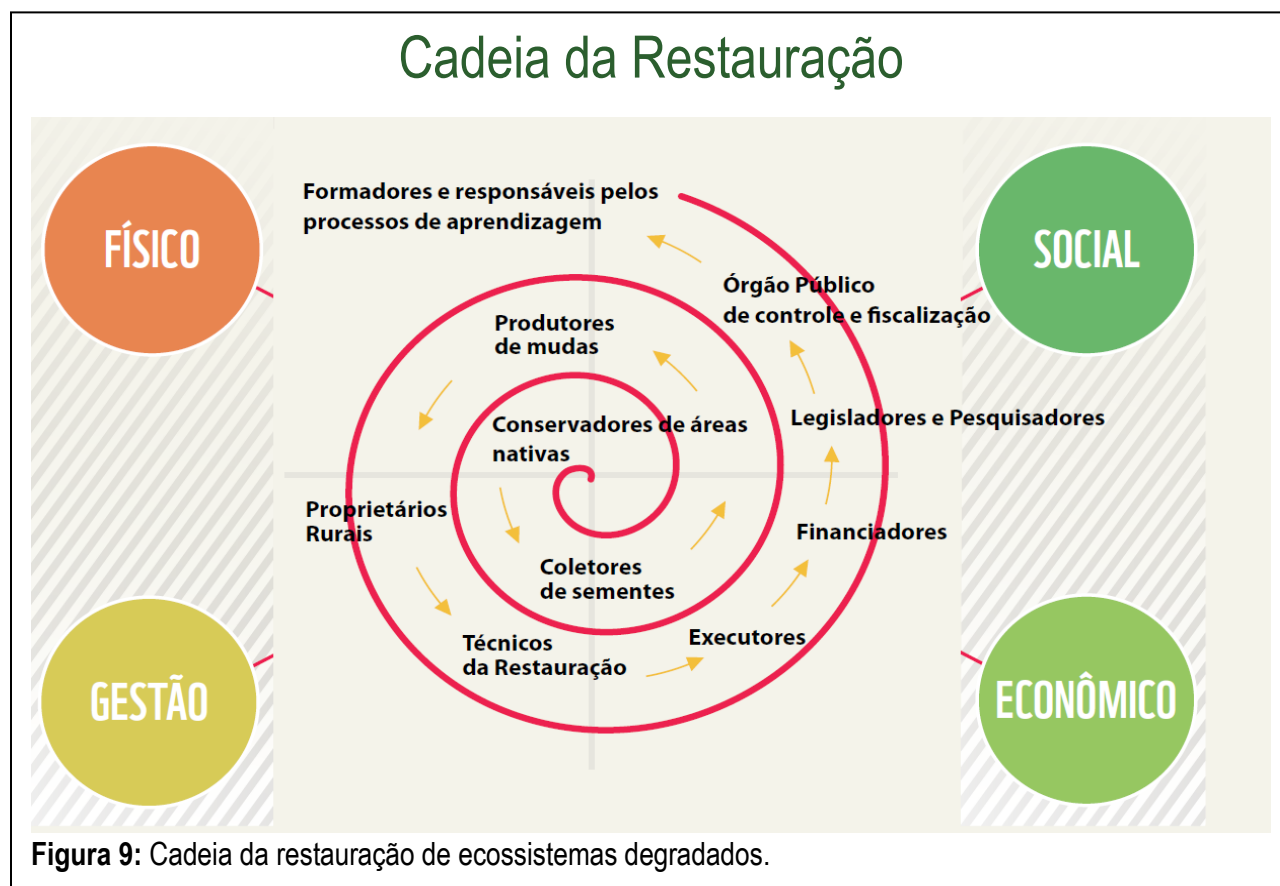 Cadeia da Restauração
FÍSICO
SOCIAL
Formadores e responsáveis pelos
processos de aprendizagem
Órgão Público
de controle e fiscalização
Produtores
de mudas
Conservadores de áreas
nativas
Legisladores e Pesquisadores
Proprietários
Rurais
Financiadores
Coletores
de sementes
Técnicos
da Restauração
Executores
GESTÃO
ECONÔMICO
Figura 9: Cadeia da restauração de ecossistemas degradados.